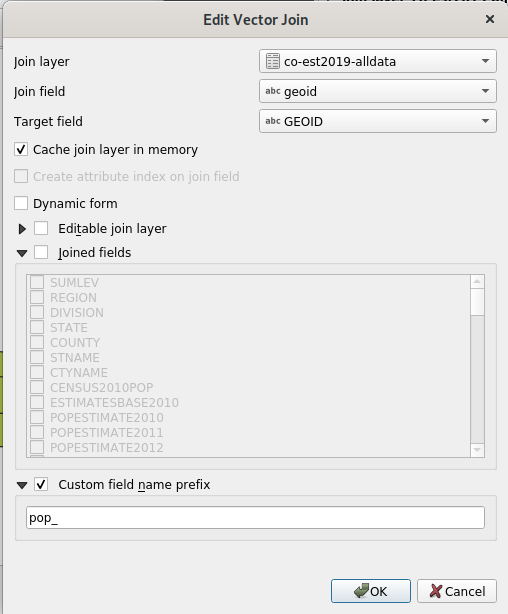 Edit Vector Join
Join layer
co-est2019-alldata
Join field
abc geoid
Target field
abc GEOID
Cache join layer in memory
Create attribute index on join field
Dynamic form
Editable join layer
Joined fields
SUMLEV
REGION
DIVISION
STATE
COUNTY
STNAME
CTYNAME
CENSUS2010POP
ESTIMATESBASE2010
POPESTIMATE2010
POPESTIMATE2011
POPESTIMATE2012
Custom field name prefix
pop_
OK
Cancel